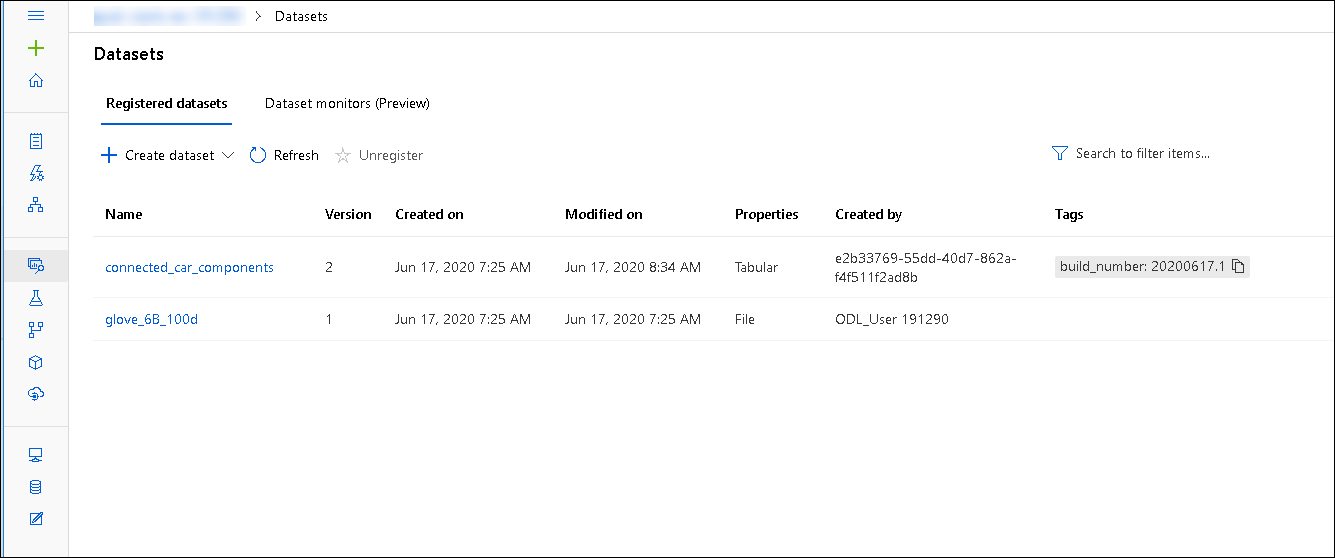 Datasets
Datasets
Registered datasets Dataset monitors (Preview)
Create dataset Refresh Unregister Search to filter items...
Name Version Created on Modified on Properties Created by Tags
connected_car_components 2 Jun 17, 2020 7:25 AM Jun 17, 2020 8:34 AM Tabular e2b33769-55dd-40d7-862a-
f4f511f2ad8b build_number: 20200617.1
glove_6B_100d 1 Jun 17, 2020 7:25 AM Jun 17, 2020 7:25 AM File ODL_User 191290